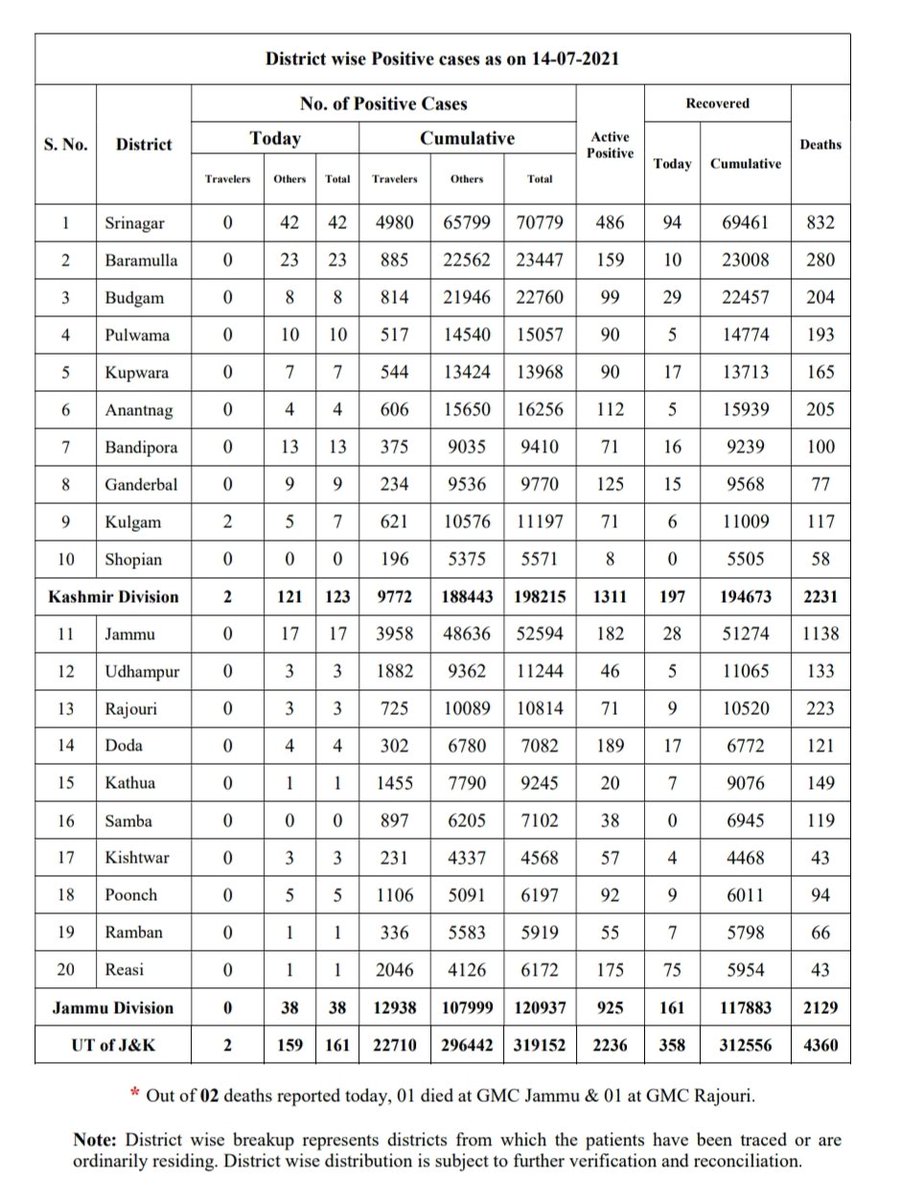 District wise Positive cases as on 14-07-2021
S. No. District No. of Positive Cases Active Positive Recovered Deaths
Today Cumulative Today Cumulative
Travelers Others Total Travelers Others Total
1 Srinagar 0 42 42 4980 65799 70779 486 94 69461 832
2 Baramulla 0 23 23 885 22562 23447 159 10 23008 280
3 Budgam 0 8 8 814 21946 22760 99 29 22457 204
4 Pulwama 0 10 10 517 14540 15057 90 5 14774 193
5 Kupwara 0 7 7 544 13424 13968 90 17 13713 165
6 Anantnag 0 4 4 606 15650 16256 112 5 15939 205
7 Bandipora 0 13 13 375 9035 9410 71 16 9239 100
8 Ganderbal 0 9 9 234 9536 9770 125 15 9568 77
9 Kulgam 2 5 7 621 10576 11197 71 6 11009 117
10 Shopian 0 0 0 196 5375 5571 8 0 5505 58
Kashmir Division 2 121 123 9772 188443 198215 1311 197 194673 2231
11 Jammu 0 17 17 3958 48636 52594 182 28 51274 1138
12 Udhampur 0 3 3 1882 9362 11244 46 5 11065 133
13 Rajouri 0 3 3 725 10089 10814 71 9 10520 223
14 Doda 0 4 4 302 6780 7082 189 17 6772 121
15 Kathua 0 1 1 1455 7790 9245 20 7 9076 149
16 Samba 0 0 0 897 6205 7102 38 0 6945 119
17 Kishtwar 0 3 3 231 4337 4568 57 4 4468 43
18 Poonch 0 5 5 1106 5091 6197 92 9 6011 94
19 Ramban 0 1 1 336 5583 5919 55 7 5798 66
20 Reasi 0 1 1 2046 4126 6172 175 75 5954 43
Jammu Division 0 38 38 12938 107999 120937 925 161 117883 2129
UT of J&K 2 159 161 22710 296442 319152 2236 358 312556 4360
* Out of 02 deaths reported today, 01 died at GMC Jammu & 01 at GMC Rajouri.
Note: District wise breakup represents districts from which the patients have been traced or are
ordinarily residing. District wise distribution is subject to further verification and reconciliation.